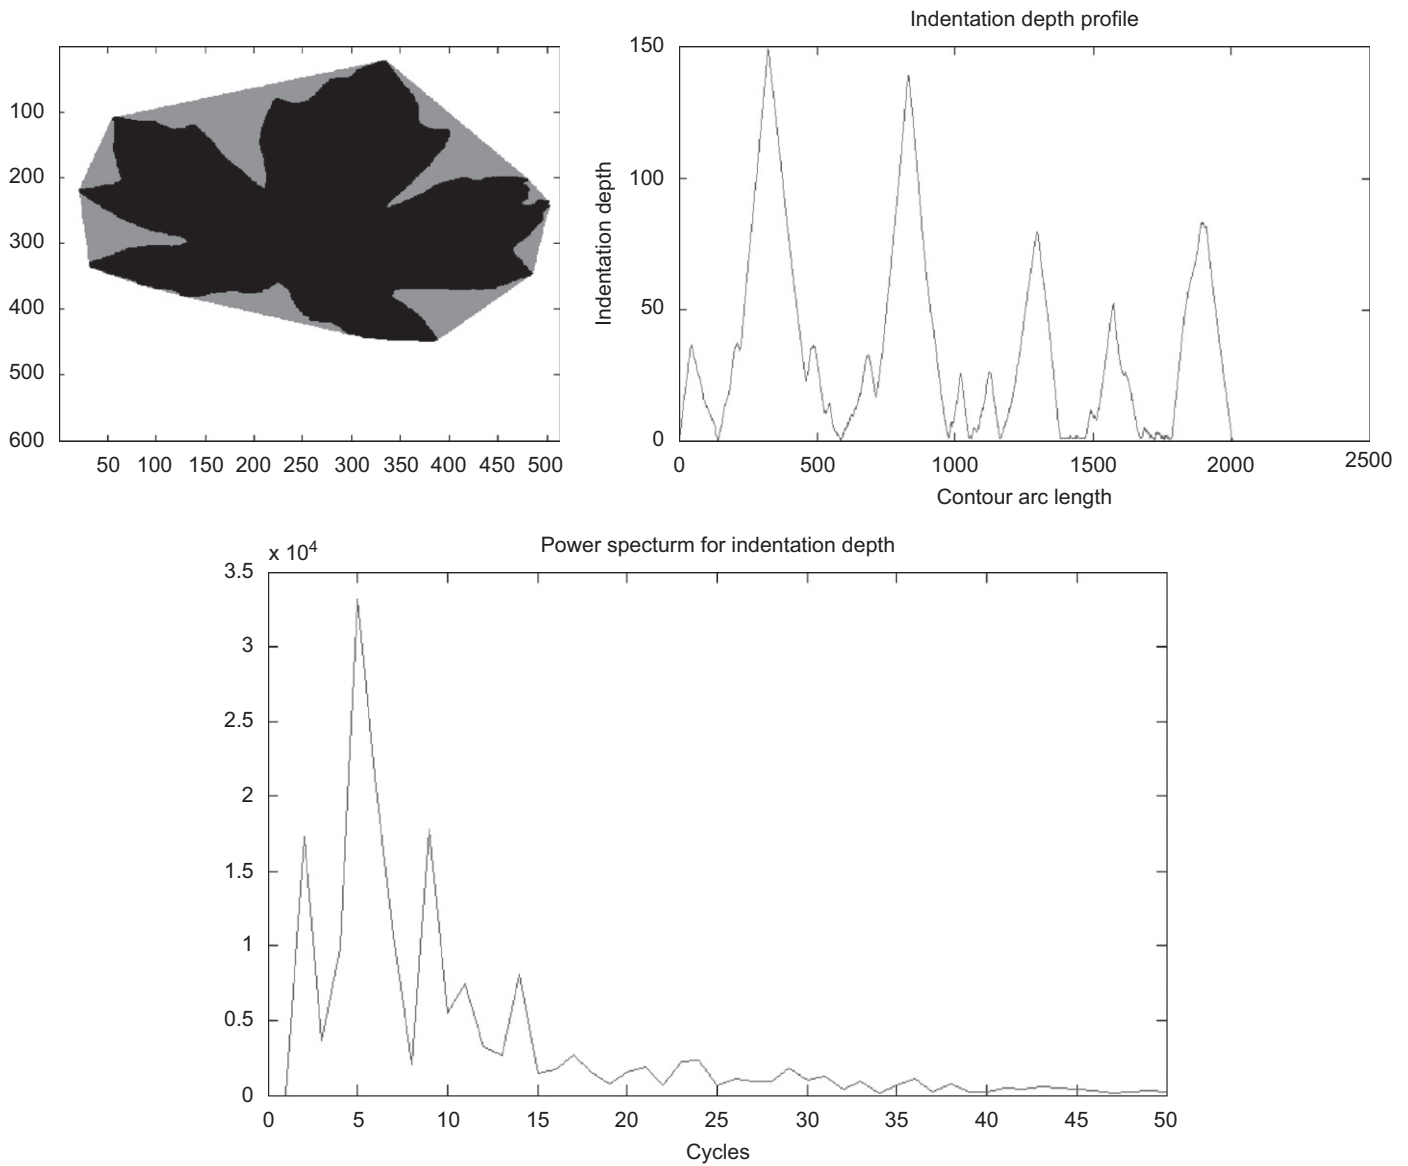 Indentation depth profile
100
200
300
400
500
600
50 100 150 200 250 300 350 400 450 500
150
100
50
0
Indentation depth
0 500 1000 1500 2000 2500
Contour arc length
Power specturm for indentation depth
x 10⁴
3.5
3
2.5
2
1.5
1
0.5
0
0 5 10 15 20 25 30 35 40 45 50
Cycles